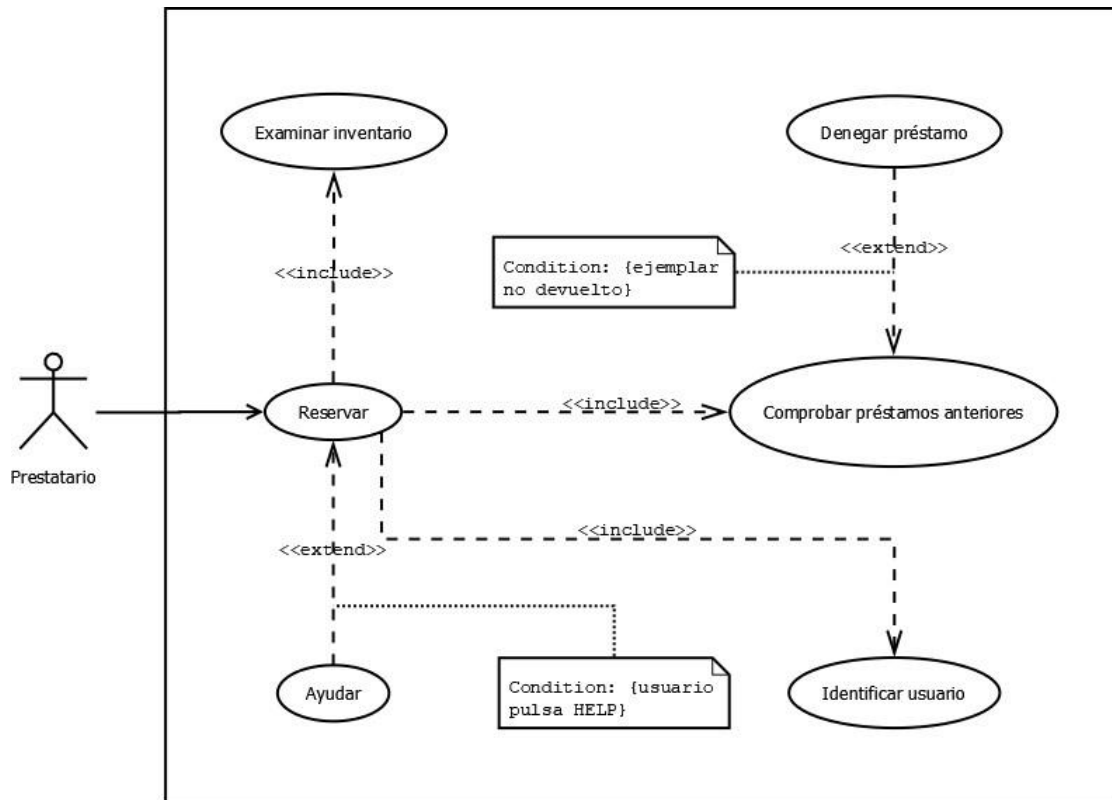 Examinar inventario
Denegar préstamo
<<extend>>
Condition: {ejemplar
no devuelto}
<<include>>
Prestatario
Reservar
<<include>>
Comprobar préstamos anteriores
<<include>>
<<extend>>
Ayudar
Condition: {usuario
pulsa HELP}
Identificar usuario